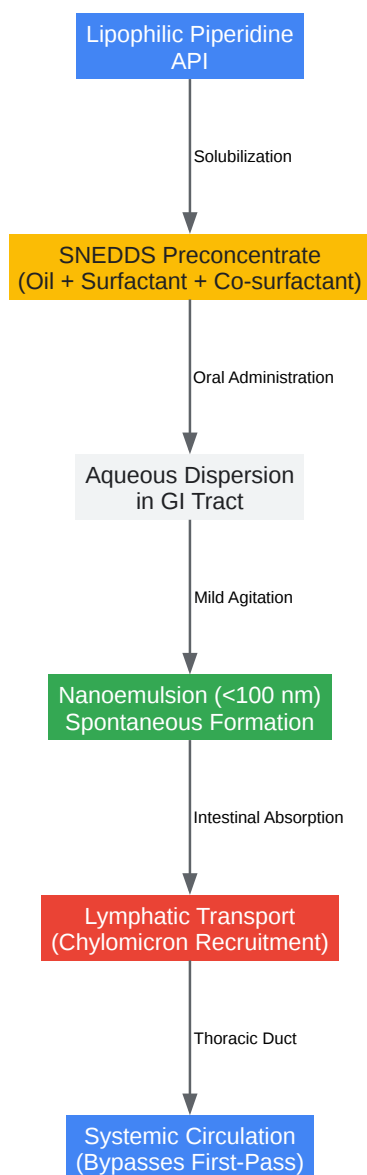 Lipophilic Piperidine
API
Solubilization
SNEDDS Preconcentrate
(Oil + Surfactant + Co-surfactant)
Oral Administration
Aqueous Dispersion
in GI Tract
Mild Agitation
Nanoemulsion (<100 nm)
Spontaneous Formation
Intestinal Absorption
Lymphatic Transport
(Chylomicron Recruitment)
Thoracic Duct
Systemic Circulation
(Bypasses First-Pass)